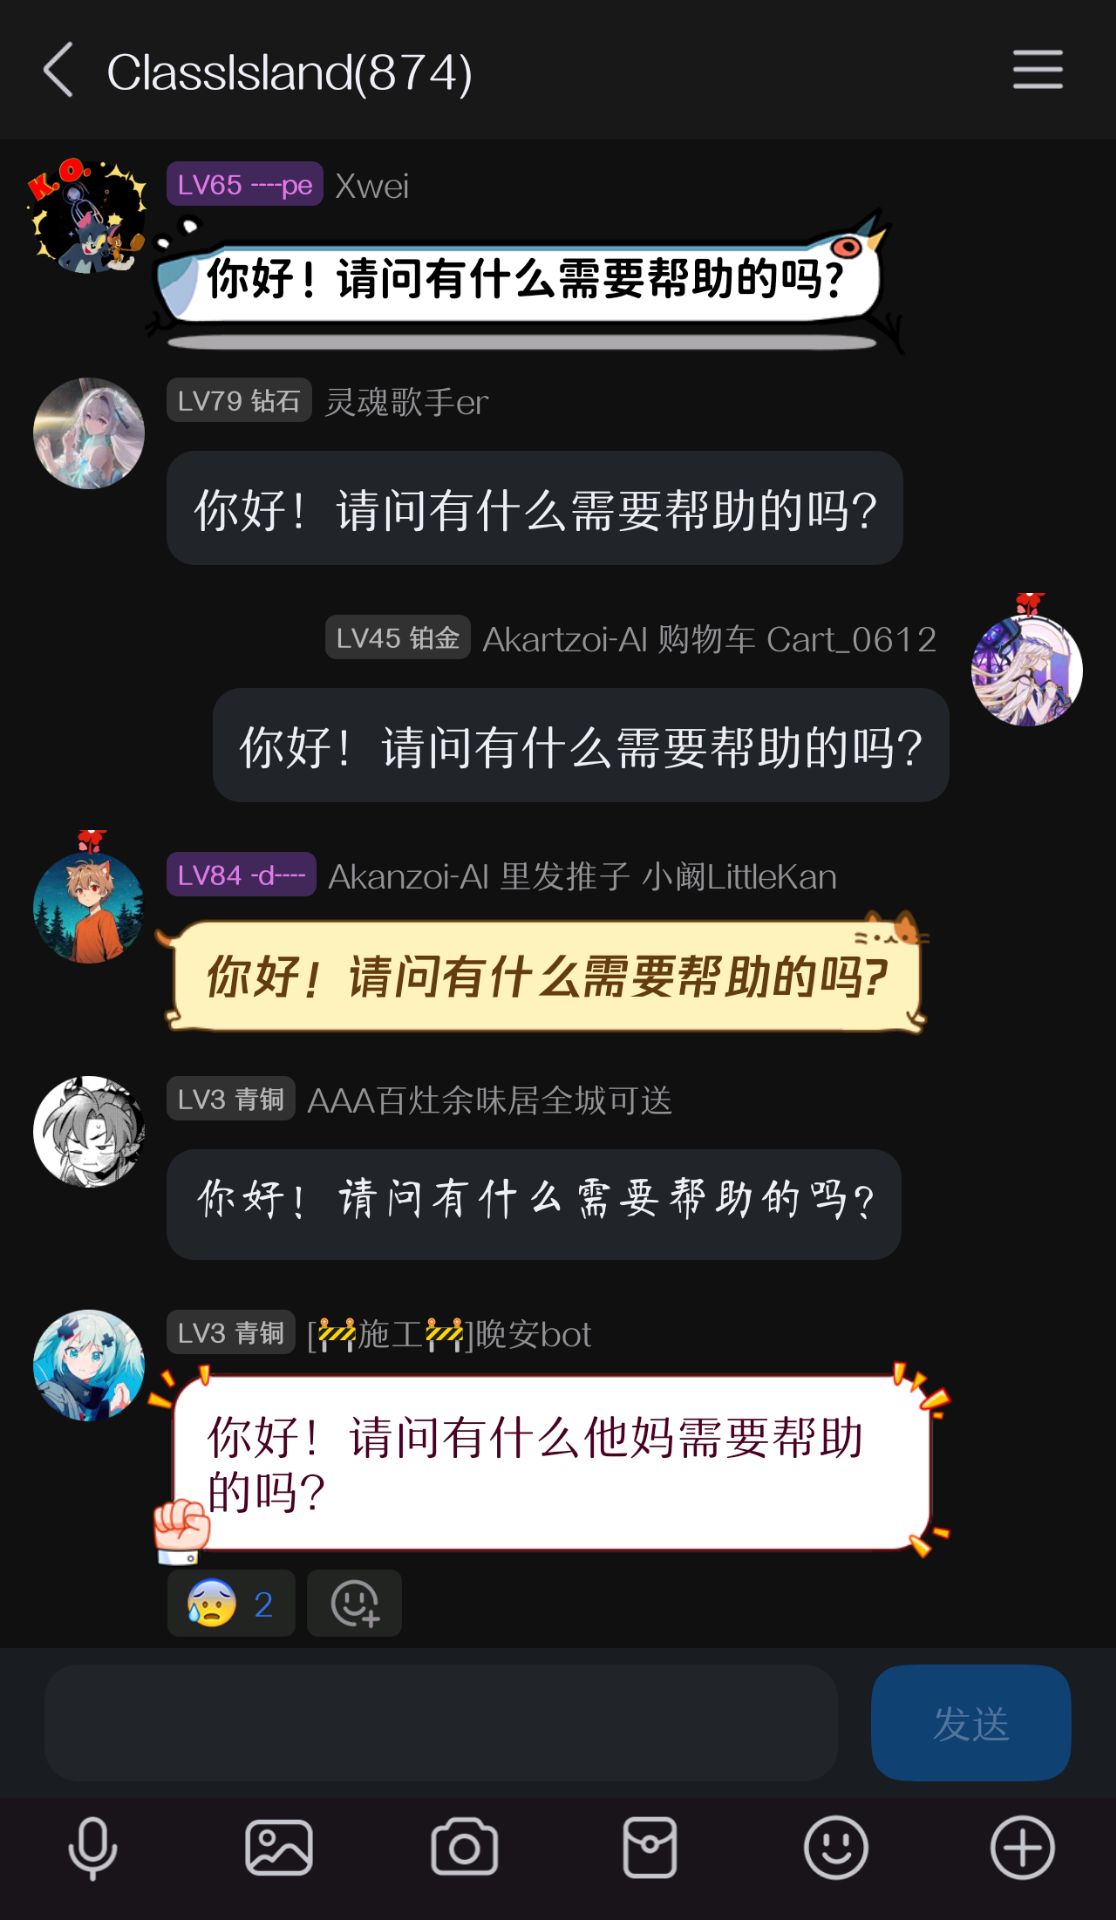 ClassIsland(874)
K.O.
LV65 ----pe Xwei
你好！请问有什么需要帮助的吗?
LV79 钻石 灵魂歌手er
你好！请问有什么需要帮助的吗?
LV45 铂金 Akartzoi-AI 购物车 Cart_0612
你好！请问有什么需要帮助的吗?
LV84 -d---- Akanzoi-AI 里发推子 小阚LittleKan
你好！请问有什么需要帮助的吗?
LV3 青铜 AAA百灶余味居全城可送
你好！请问有什么需要帮助的吗?
LV3 青铜 [🚧施工🚧]晚安bot
你好！请问有什么他妈需要帮助
的吗?
😰 2
发送